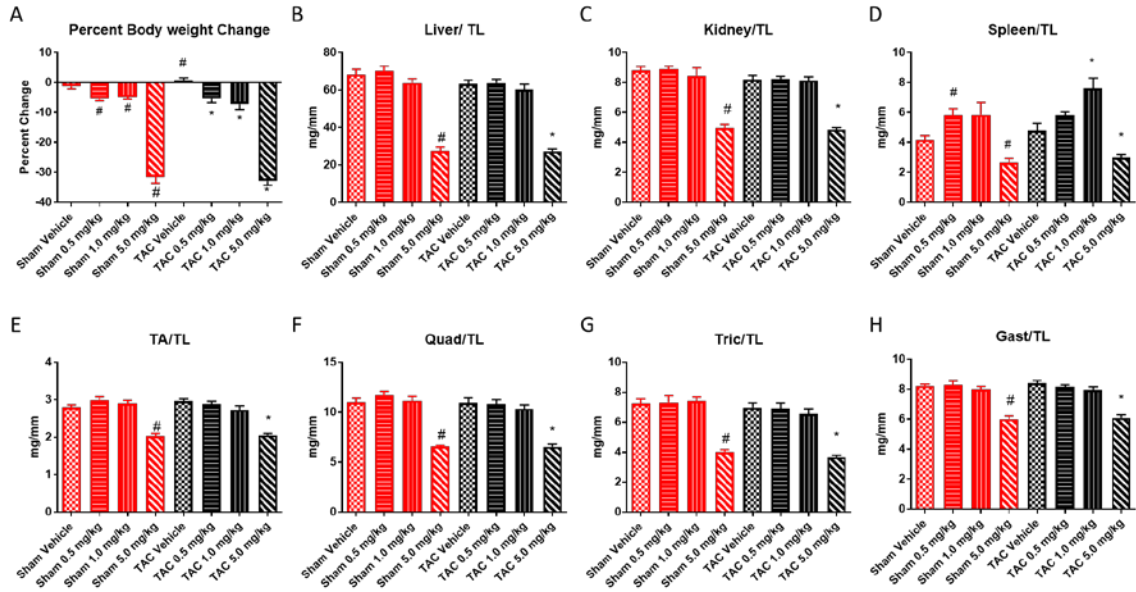 A
Percent Body weight Change
Percent Change
10
0
-10
-20
-30
-40
#
#
#
#
*
*
*
Sham Vehicle
Sham 0.5 mg/kg
Sham 1.0 mg/kg
Sham 5.0 mg/kg
TAC Vehicle
TAC 0.5 mg/kg
TAC 1.0 mg/kg
TAC 5.0 mg/kg
B
Liver/ TL
mg/mm
80
60
40
20
0
#
*
Sham Vehicle
Sham 0.5 mg/kg
Sham 1.0 mg/kg
Sham 5.0 mg/kg
TAC Vehicle
TAC 0.5 mg/kg
TAC 1.0 mg/kg
TAC 5.0 mg/kg
C
Kidney/TL
mg/mm
10
8
6
4
2
0
#
*
Sham Vehicle
Sham 0.5 mg/kg
Sham 1.0 mg/kg
Sham 5.0 mg/kg
TAC Vehicle
TAC 0.5 mg/kg
TAC 1.0 mg/kg
TAC 5.0 mg/kg
D
Spleen/TL
mg/mm
10
8
6
4
2
0
#
#
*
*
Sham Vehicle
Sham 0.5 mg/kg
Sham 1.0 mg/kg
Sham 5.0 mg/kg
TAC Vehicle
TAC 0.5 mg/kg
TAC 1.0 mg/kg
TAC 5.0 mg/kg
E
TA/TL
mg/mm
4
3
2
1
0
#
*
Sham Vehicle
Sham 0.5 mg/kg
Sham 1.0 mg/kg
Sham 5.0 mg/kg
TAC Vehicle
TAC 0.5 mg/kg
TAC 1.0 mg/kg
TAC 5.0 mg/kg
F
Quad/TL
mg/mm
15
10
5
0
#
*
Sham Vehicle
Sham 0.5 mg/kg
Sham 1.0 mg/kg
Sham 5.0 mg/kg
TAC Vehicle
TAC 0.5 mg/kg
TAC 1.0 mg/kg
TAC 5.0 mg/kg
G
Tric/TL
mg/mm
10
8
6
4
2
0
#
*
Sham Vehicle
Sham 0.5 mg/kg
Sham 1.0 mg/kg
Sham 5.0 mg/kg
TAC Vehicle
TAC 0.5 mg/kg
TAC 1.0 mg/kg
TAC 5.0 mg/kg
H
Gast/TL
mg/mm
10
8
6
4
2
0
#
*
Sham Vehicle
Sham 0.5 mg/kg
Sham 1.0 mg/kg
Sham 5.0 mg/kg
TAC Vehicle
TAC 0.5 mg/kg
TAC 1.0 mg/kg
TAC 5.0 mg/kg